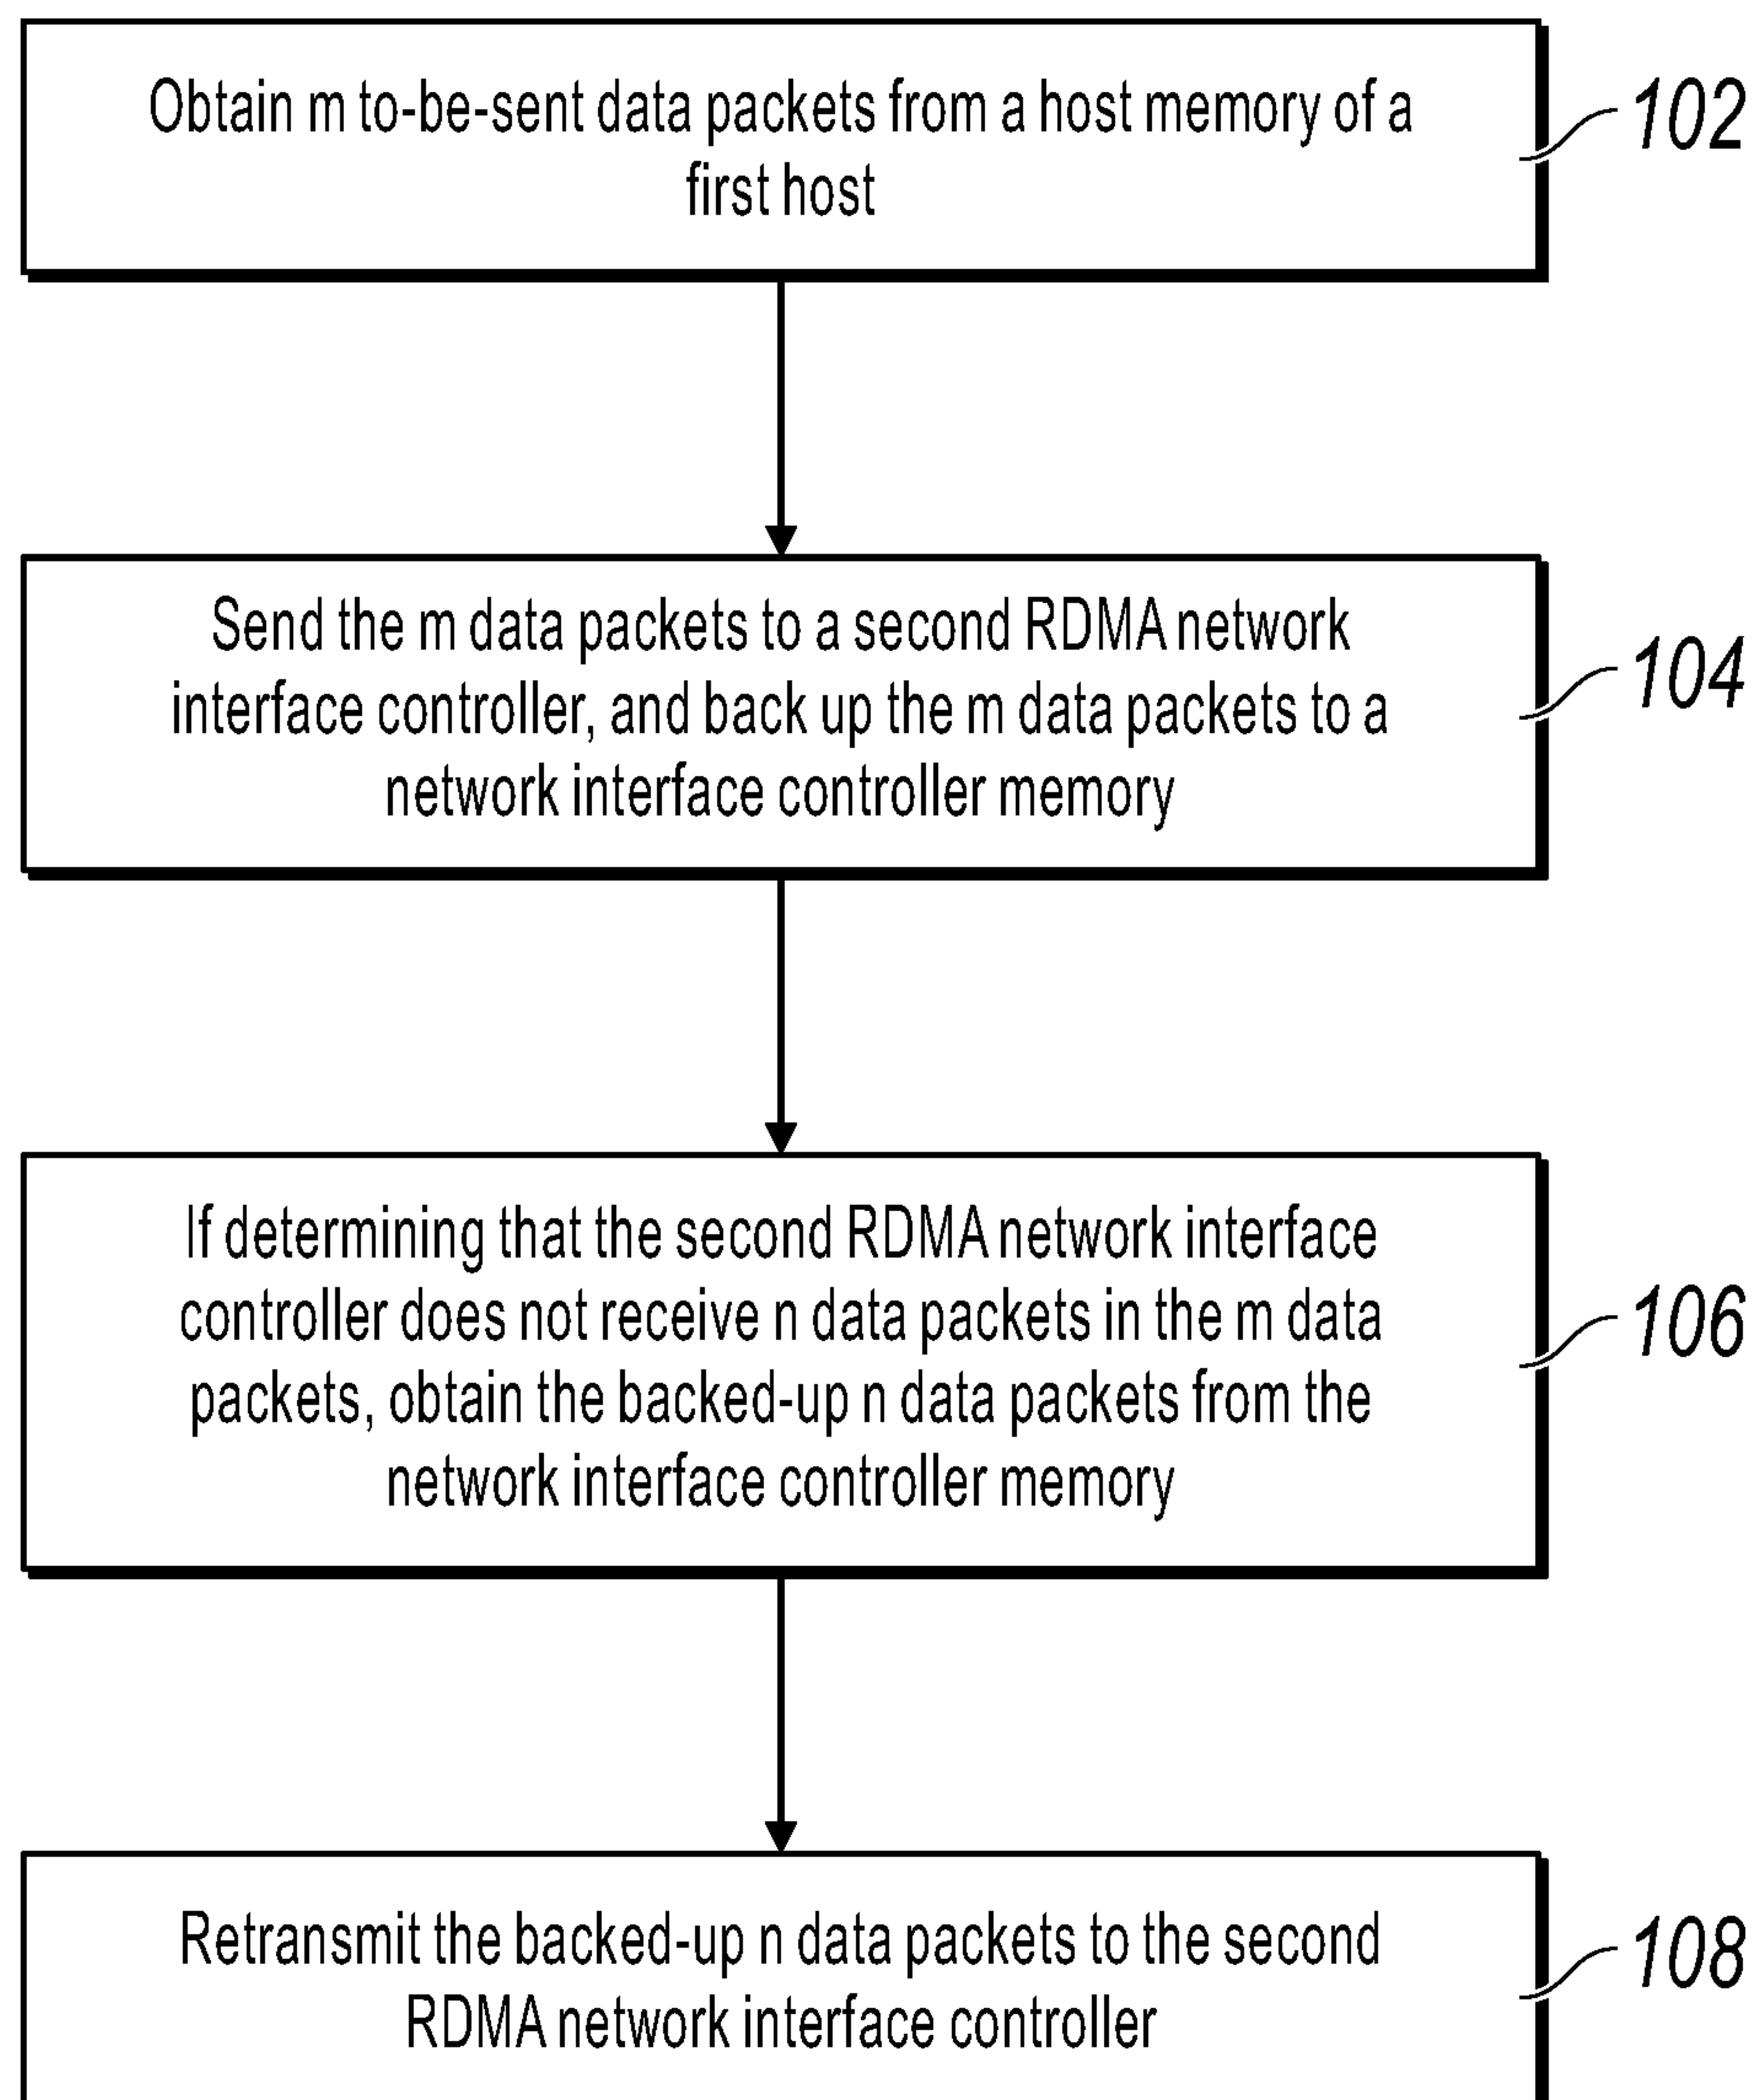 Obtain m to-be-sent data packets from a host memory of a
first host
102
Send the m data packets to a second RDMA network
interface controller, and back up the m data packets to a
network interface controller memory
104
If determining that the second RDMA network interface
controller does not receive n data packets in the m data
packets, obtain the backed-up n data packets from the
network interface controller memory
106
Retransmit the backed-up n data packets to the second
RDMA network interface controller
108